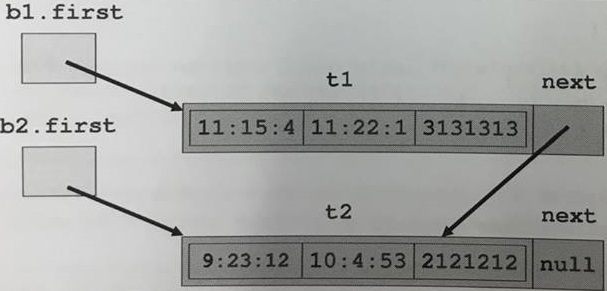 b1.first
t1 next
11:15:4 11:22:1 3131313
b2.first
t2 next
9:23:12 10:4:53 2121212 null